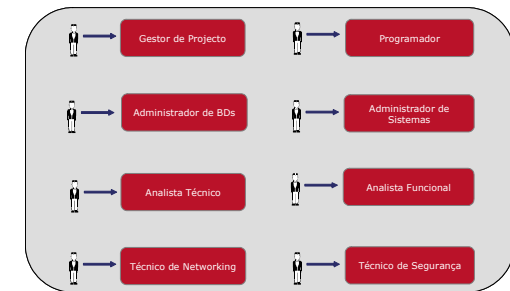 Gestor de Projecto
Programador
Administrador de BDs
Administrador de
Sistemas
Analista Técnico
Analista Funcional
Técnico de Networking
Técnico de Segurança